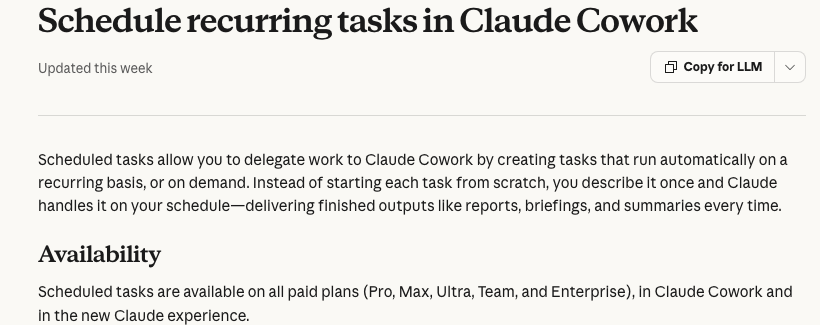 Schedule recurring tasks in Claude Cowork
Updated this week
Copy for LLM
Scheduled tasks allow you to delegate work to Claude Cowork by creating tasks that run automatically on a
recurring basis, or on demand. Instead of starting each task from scratch, you describe it once and Claude
handles it on your schedule—delivering finished outputs like reports, briefings, and summaries every time.
Availability
Scheduled tasks are available on all paid plans (Pro, Max, Ultra, Team, and Enterprise), in Claude Cowork and
in the new Claude experience.